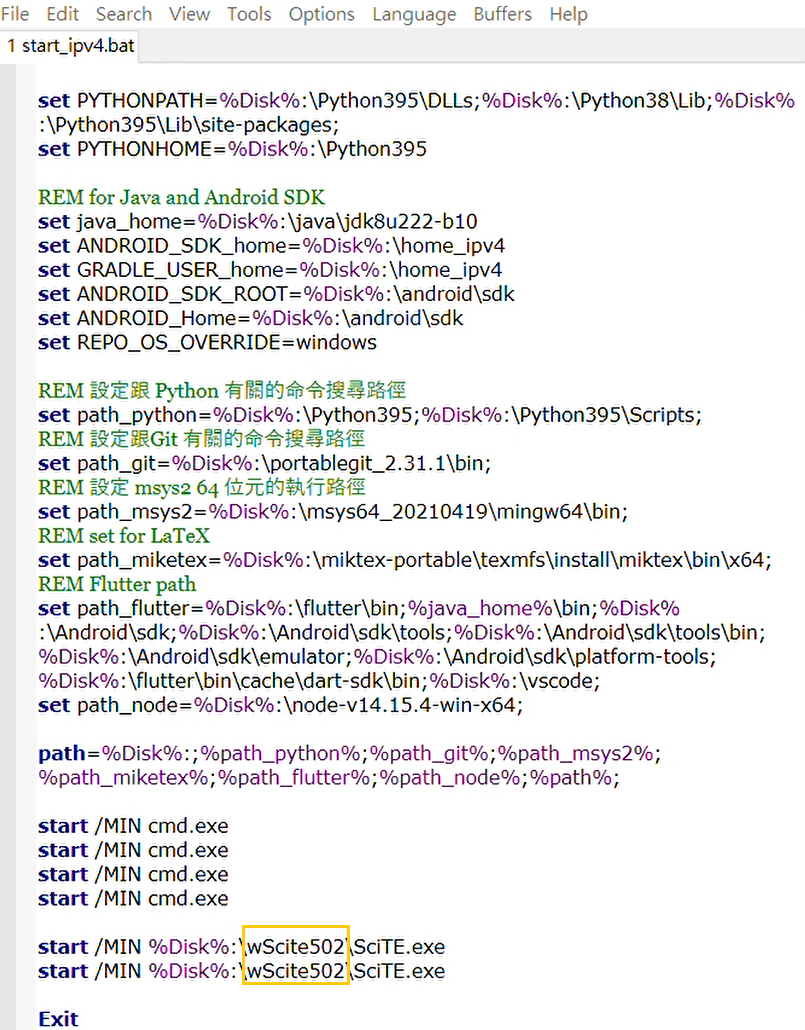 File Edit Search View Tools Options Language Buffers Help
1 start_ipv4.bat
set PYTHONPATH=%Disk%:\Python395\DLLs;%Disk%:\Python38\Lib;%Disk%
:\Python395\Lib\site-packages;
set PYTHONHOME=%Disk%:\Python395
REM for Java and Android SDK
set java_home=%Disk%:\java\jdk8u222-b10
set ANDROID_SDK_home=%Disk%:\home_ipv4
set GRADLE_USER_home=%Disk%:\home_ipv4
set ANDROID_SDK_ROOT=%Disk%:\android\sdk
set ANDROID_Home=%Disk%:\android\sdk
set REPO_OS_OVERRIDE=windows
REM 設定跟 Python 有關的命令搜尋路徑
set path_python=%Disk%:\Python395;%Disk%:\Python395\Scripts;
REM 設定跟Git 有關的命令搜尋路徑
set path_git=%Disk%:\portablegit_2.31.1\bin;
REM 設定 msys2 64 位元的執行路徑
set path_msys2=%Disk%:\msys64_20210419\mingw64\bin;
REM set for LaTeX
set path_miketex=%Disk%:\miktex-portable\texmfs\install\miktex\bin\x64;
REM Flutter path
set path_flutter=%Disk%:\flutter\bin;%java_home%\bin;%Disk%
:\Android\sdk;%Disk%:\Android\sdk\tools;%Disk%:\Android\sdk\tools\bin;
%Disk%:\Android\sdk\emulator;%Disk%:\Android\sdk\platform-tools;
%Disk%:\flutter\bin\cache\dart-sdk\bin;%Disk%:\vscode;
set path_node=%Disk%:\node-v14.15.4-win-x64;
path=%Disk%:;%path_python%;%path_git%;%path_msys2%;
%path_miketex%;%path_flutter%;%path_node%;%path%;
start /MIN cmd.exe
start /MIN cmd.exe
start /MIN cmd.exe
start /MIN cmd.exe
start /MIN %Disk%:\wScite502\SciTE.exe
start /MIN %Disk%:\wScite502\SciTE.exe
Exit